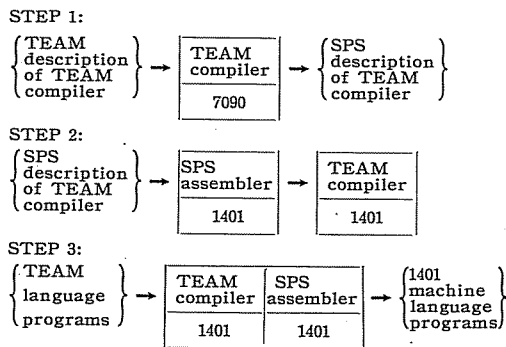 STEP 1:
TEAM description of TEAM compiler
TEAM compiler
7090
SPS description of TEAM compiler
STEP 2:
SPS description of TEAM compiler
SPS assembler
1401
TEAM compiler
1401
STEP 3:
TEAM language programs
TEAM compiler
1401
SPS assembler
1401
1401 machine language programs